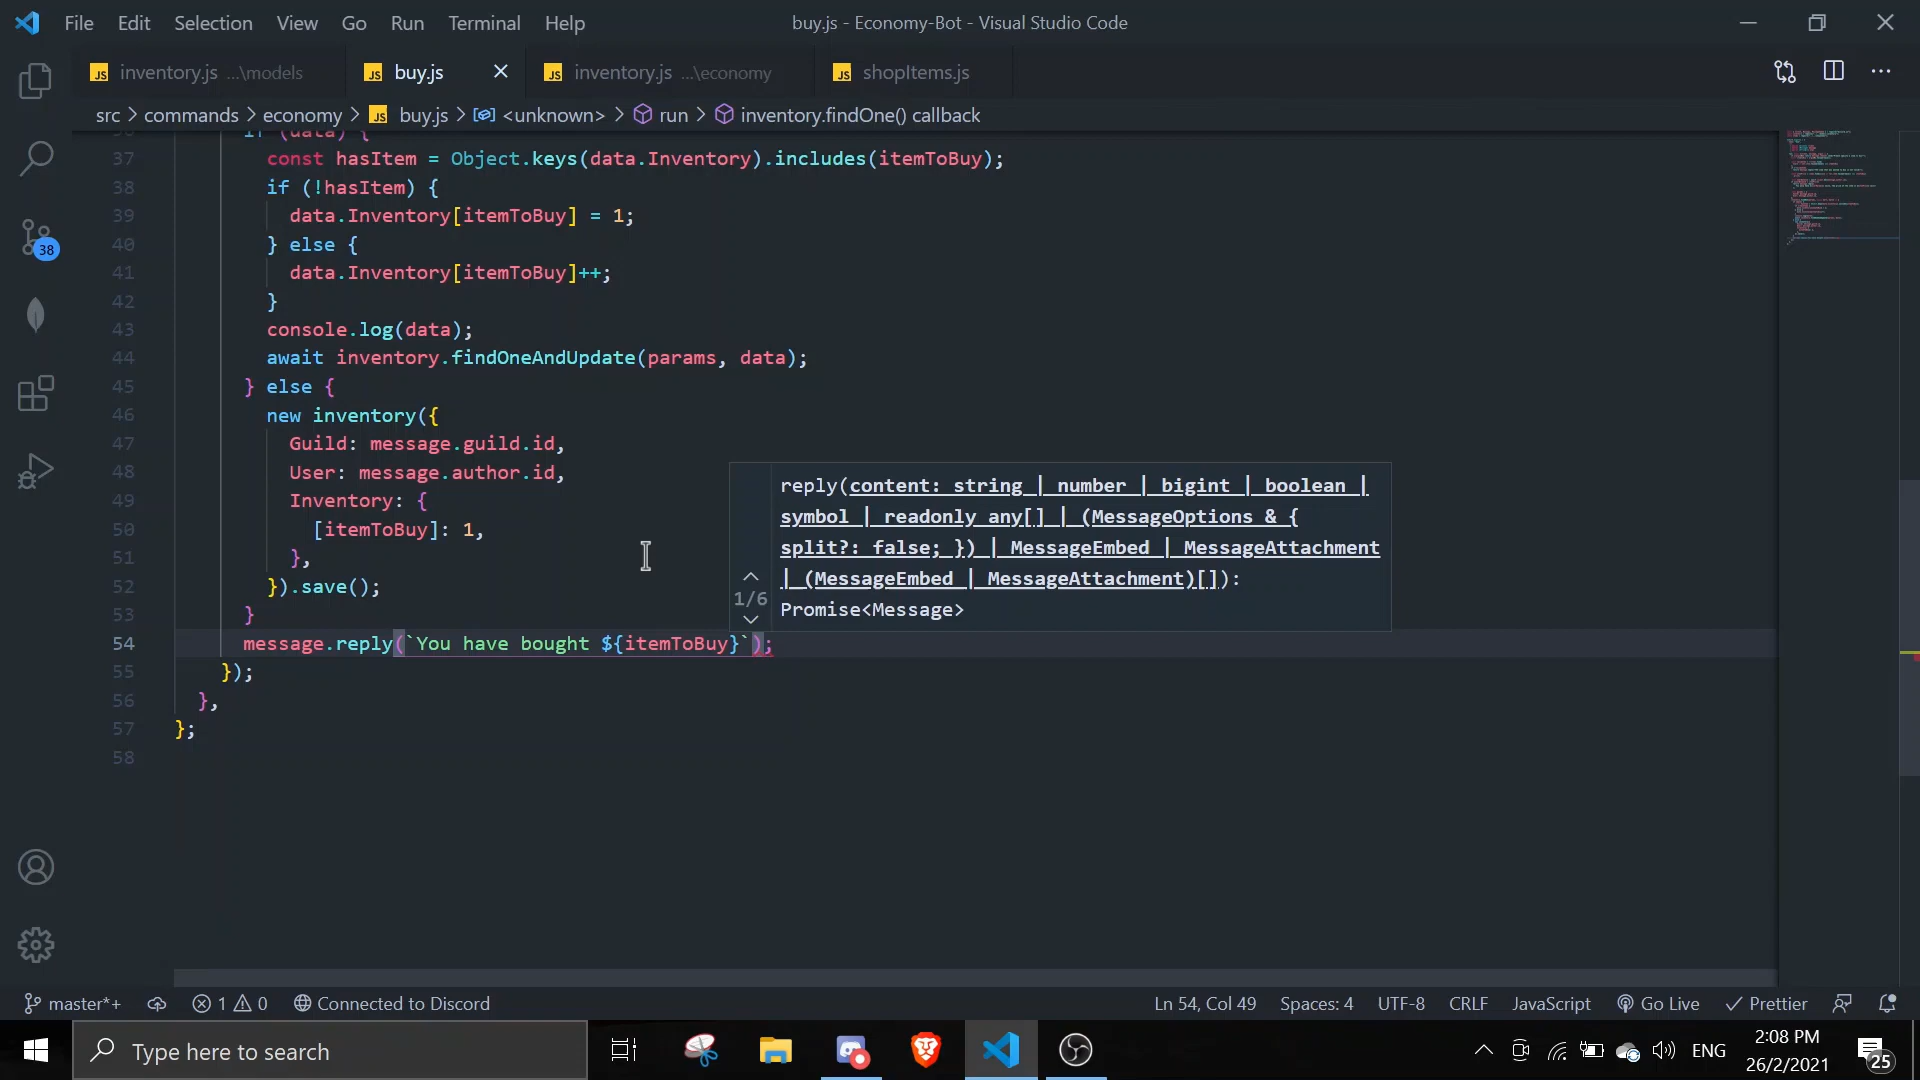 File Edit Selection View Go Run Terminal Help buy.js - Economy-Bot - Visual Studio Code
JS inventory.js ...\models JS buy.js JS inventory.js ...\economy JS shopItems.js
src > commands > economy > JS buy.js > <unknown> > run > inventory.findOne() callback
36 if (data) {
37 const hasItem = Object.keys(data.Inventory).includes(itemToBuy);
38 if (!hasItem) {
39 data.Inventory[itemToBuy] = 1;
40 } else {
41 data.Inventory[itemToBuy]++;
42 }
43 console.log(data);
44 await inventory.findOneAndUpdate(params, data);
45 } else {
46 new inventory({
47 Guild: message.guild.id,
48 User: message.author.id,
49 Inventory: {
50 [itemToBuy]: 1,
51 },
52 }).save();
53 }
54 message.reply(`You have bought ${itemToBuy}`);
55 });
56 },
57 };
58
reply(content: string | number | bigint | boolean |
symbol | readonly any[] | (MessageOptions & {
split?: false; }) | MessageEmbed | MessageAttachment
| (MessageEmbed | MessageAttachment)[]):
1/6 Promise<Message>
38
master*+ 1 0 Connected to Discord Ln 54, Col 49 Spaces: 4 UTF-8 CRLF JavaScript Go Live Prettier
Type here to search ENG 2:08 PM
26/2/2021 25